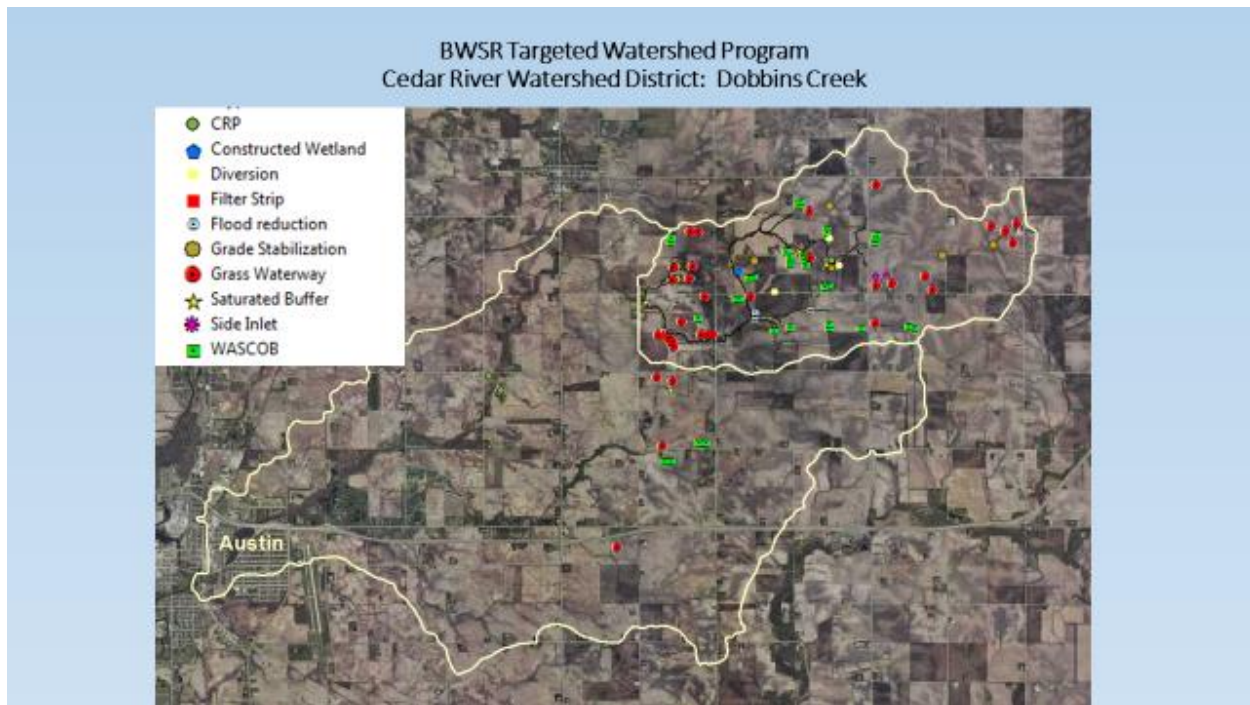 BWSR Targeted Watershed Program
Cedar River Watershed District: Dobbins Creek
CRP
Constructed Wetland
Diversion
Filter Strip
Flood reduction
Grade Stabilization
Grass Waterway
Saturated Buffer
Side Inlet
WASCOB
Austin